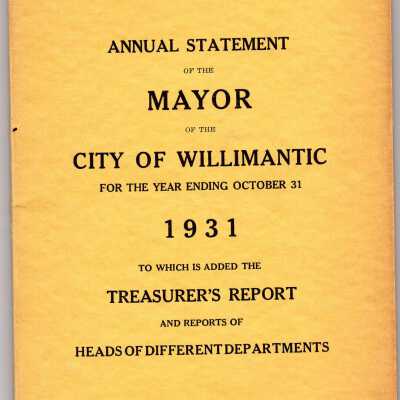 ANNUAL STATEMENT
OF THE
MAYOR
OF THE
CITY OF WILLIMANTIC
FOR THE YEAR ENDING OCTOBER 31
1931
TO WHICH IS ADDED THE
TREASURER'S REPORT
AND REPORTS OF
HEADS OF DIFFERENT DEPARTMENTS